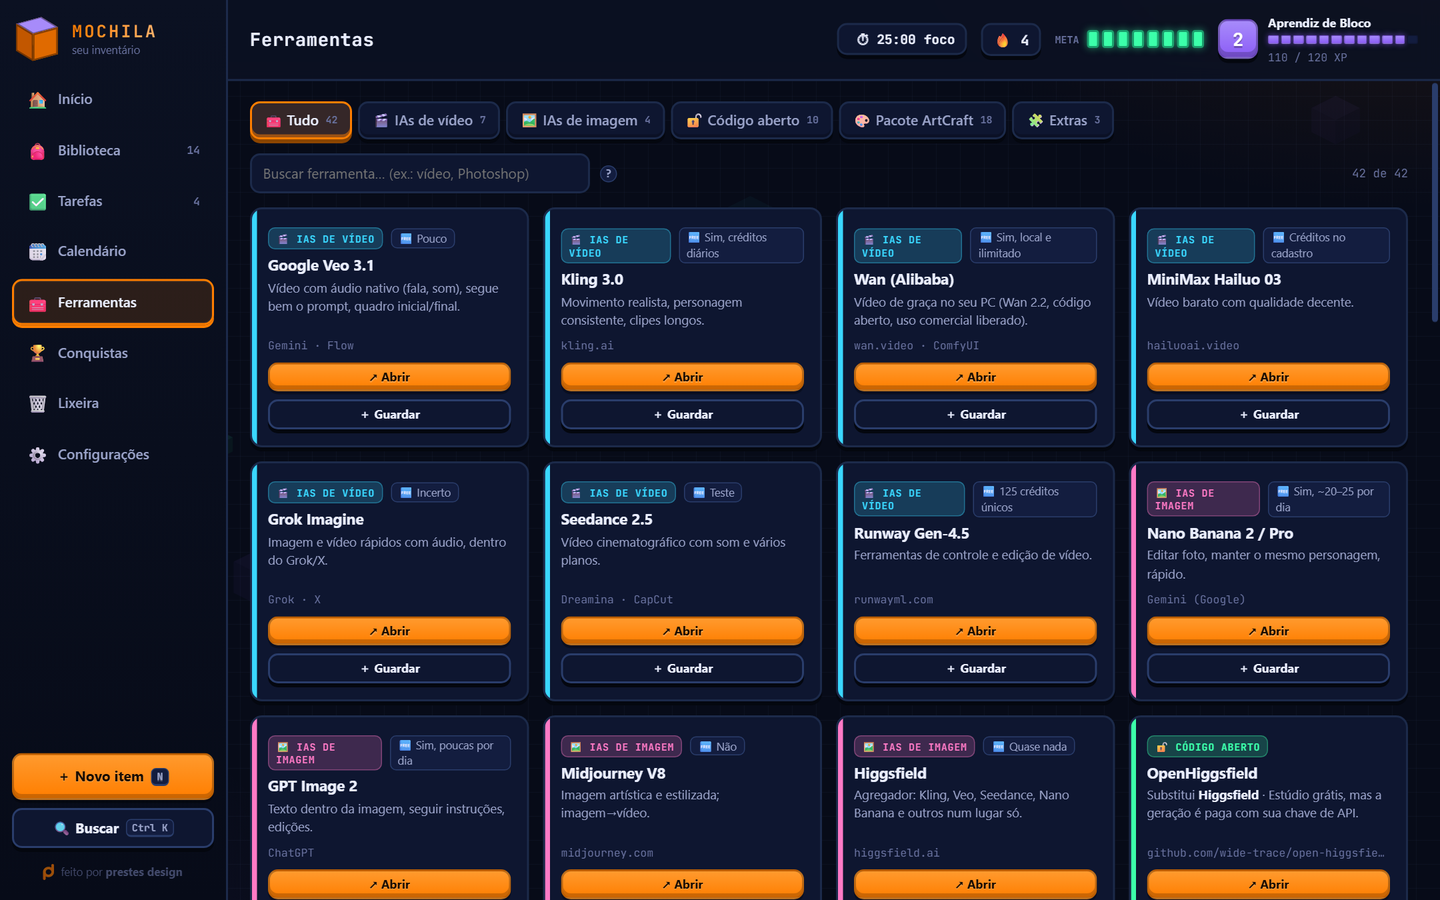 MOCHILA
seu inventário
Início
Biblioteca 14
Tarefas 4
Calendário
Ferramentas
Conquistas
Lixeira
Configurações
+ Novo item N
Buscar Ctrl K
feito por prestes design
Ferramentas
25:00 foco
4
META
2
Aprendiz de Bloco
110 / 120 XP
Tudo 42
IAs de vídeo 7
IAs de imagem 4
Código aberto 10
Pacote ArtCraft 18
Extras 3
Buscar ferramenta... (ex.: vídeo, Photoshop)
?
42 de 42
IAS DE VÍDEO
Pouco
Google Veo 3.1
Vídeo com áudio nativo (fala, som), segue
bem o prompt, quadro inicial/final.
Gemini · Flow
↗ Abrir
+ Guardar
IAS DE
VÍDEO
Sim, créditos
diários
Kling 3.0
Movimento realista, personagem
consistente, clipes longos.
kling.ai
↗ Abrir
+ Guardar
IAS DE
VÍDEO
Sim, local e
ilimitado
Wan (Alibaba)
Vídeo de graça no seu PC (Wan 2.2, código
aberto, uso comercial liberado).
wan.video · ComfyUI
↗ Abrir
+ Guardar
IAS DE
VÍDEO
Créditos no
cadastro
MiniMax Hailuo 03
Vídeo barato com qualidade decente.
hailuoai.video
↗ Abrir
+ Guardar
IAS DE VÍDEO
Incerto
Grok Imagine
Imagem e vídeo rápidos com áudio, dentro
do Grok/X.
Grok · X
↗ Abrir
+ Guardar
IAS DE VÍDEO
Teste
Seedance 2.5
Vídeo cinematográfico com som e vários
planos.
Dreamina · CapCut
↗ Abrir
+ Guardar
IAS DE
VÍDEO
125 créditos
únicos
Runway Gen-4.5
Ferramentas de controle e edição de vídeo.
runwayml.com
↗ Abrir
+ Guardar
IAS DE
IMAGEM
Sim, ~20–25 por
dia
Nano Banana 2 / Pro
Editar foto, manter o mesmo personagem,
rápido.
Gemini (Google)
↗ Abrir
+ Guardar
IAS DE
IMAGEM
Sim, poucas por
dia
GPT Image 2
Texto dentro da imagem, seguir instruções,
edições.
ChatGPT
↗ Abrir
IAS DE IMAGEM
Não
Midjourney V8
Imagem artística e estilizada;
imagem→vídeo.
midjourney.com
↗ Abrir
IAS DE IMAGEM
Quase nada
Higgsfield
Agregador: Kling, Veo, Seedance, Nano
Banana e outros num lugar só.
higgsfield.ai
↗ Abrir
CÓDIGO ABERTO
OpenHiggsfield
Substitui Higgsfield · Estúdio grátis, mas a
geração é paga com sua chave de API.
github.com/wide-trace/open-higgsfie…
↗ Abrir